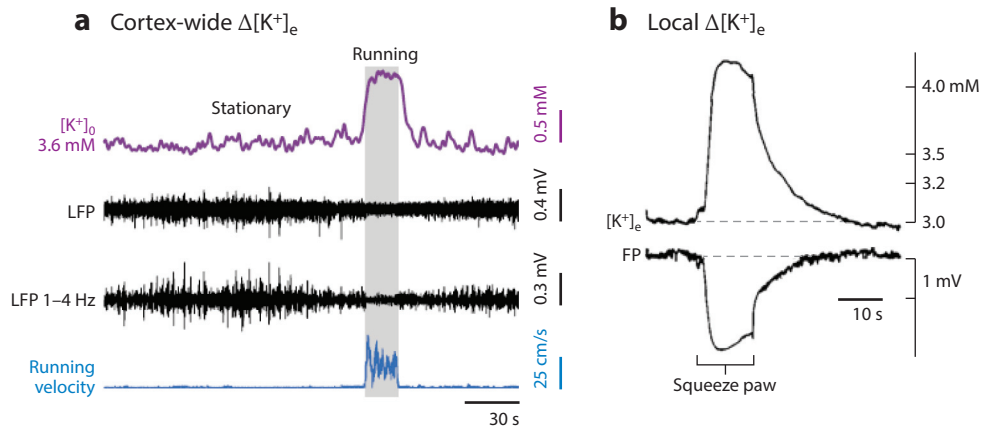 a Cortex-wide Δ[K⁺]ₑ
Running
Stationary
[K⁺]₀
3.6 mM
0.5 mM
LFP
0.4 mV
LFP 1–4 Hz
0.3 mV
Running
velocity
25 cm/s
30 s
b Local Δ[K⁺]ₑ
4.0 mM
3.5
3.2
[K⁺]ₑ
3.0
FP
1 mV
10 s
Squeeze paw